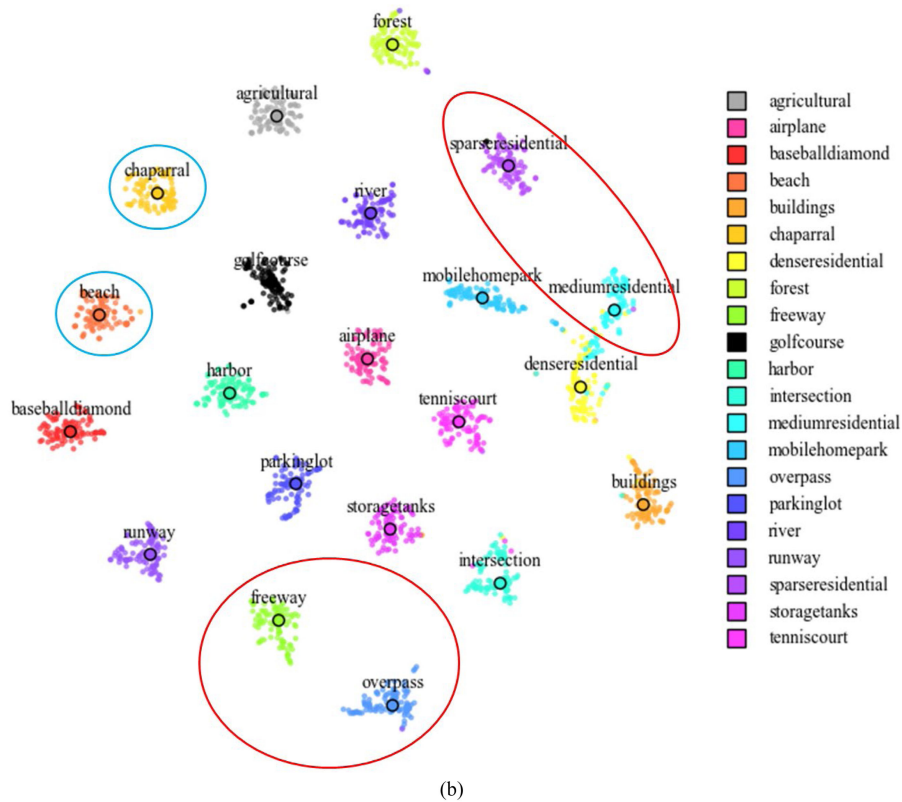 forest
agricultural
sparseresidential
chaparral
river
golfcourse
mobilehomepark
mediumresidential
beach
airplane
denseresidential
harbor
tenniscourt
baseballdiamond
parkinglot
buildings
storagetanks
runway
intersection
freeway
overpass
agricultural
airplane
baseballdiamond
beach
buildings
chaparral
denseresidential
forest
freeway
golfcourse
harbor
intersection
mediumresidential
mobilehomepark
overpass
parkinglot
river
runway
sparseresidential
storagetanks
tenniscourt
(b)